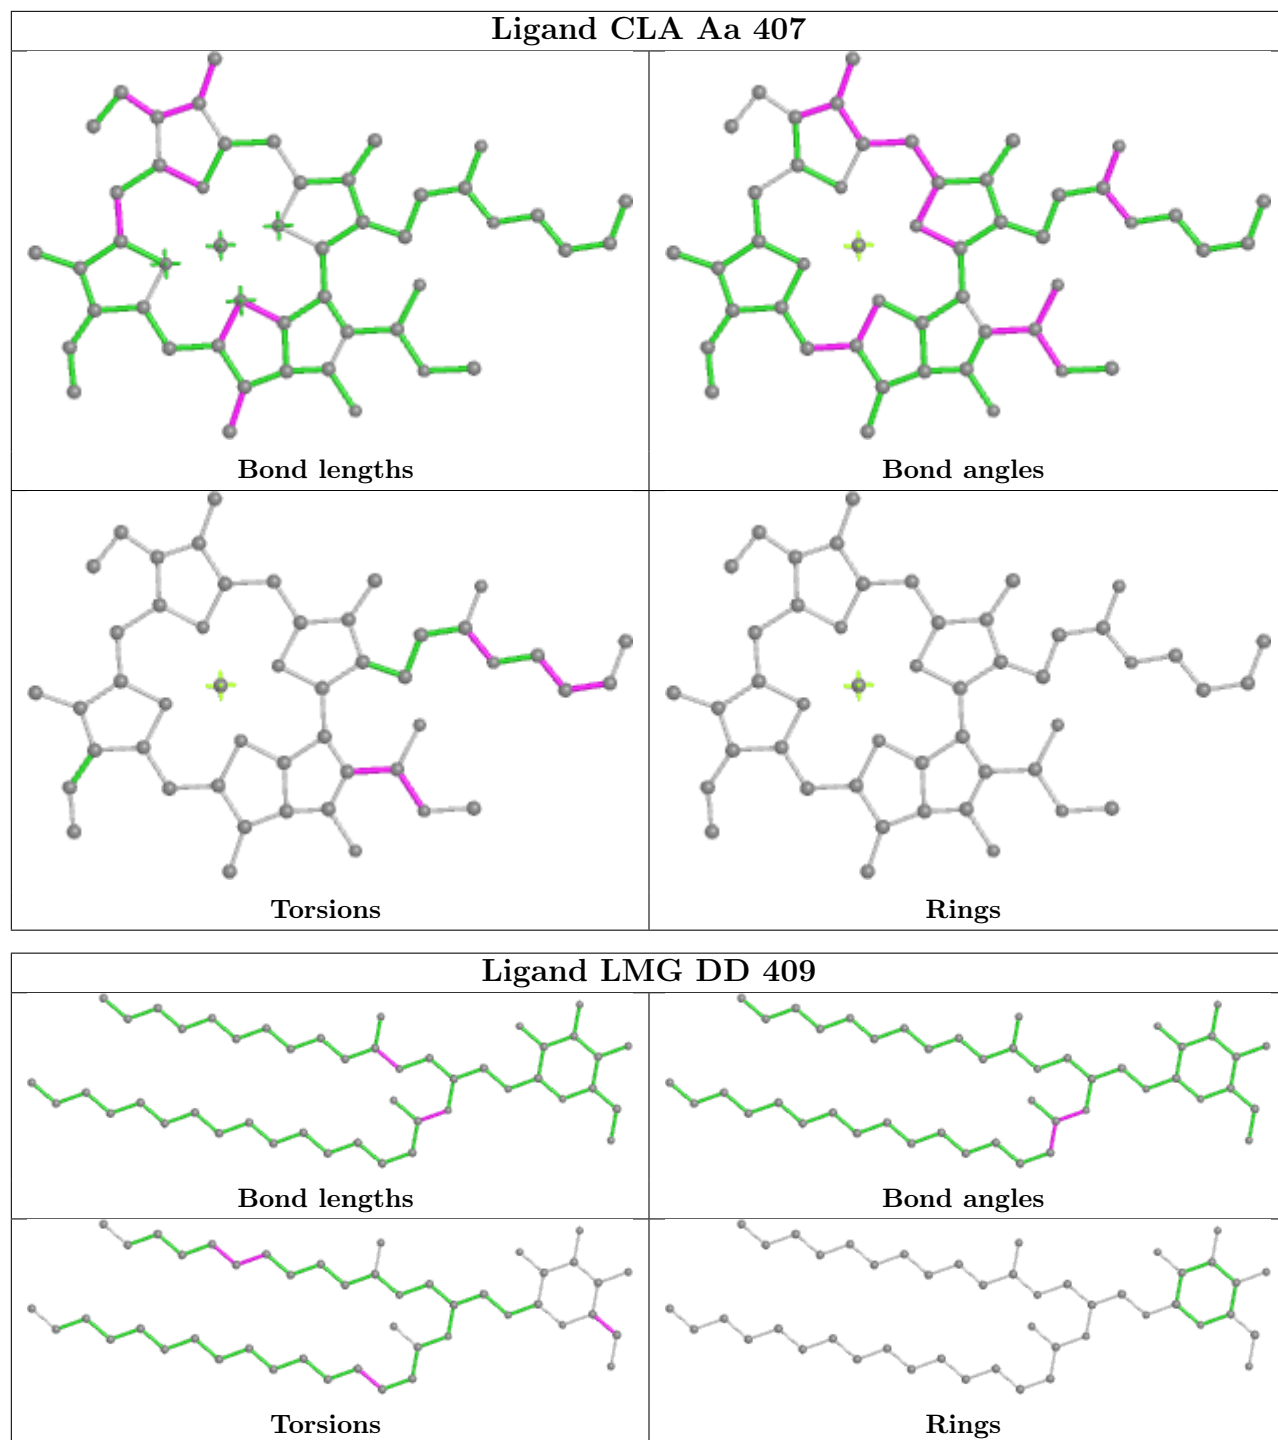 Ligand CLA Aa 407
Bond lengths
Bond angles
Torsions
Rings
Ligand LMG DD 409
Bond lengths
Bond angles
Torsions
Rings